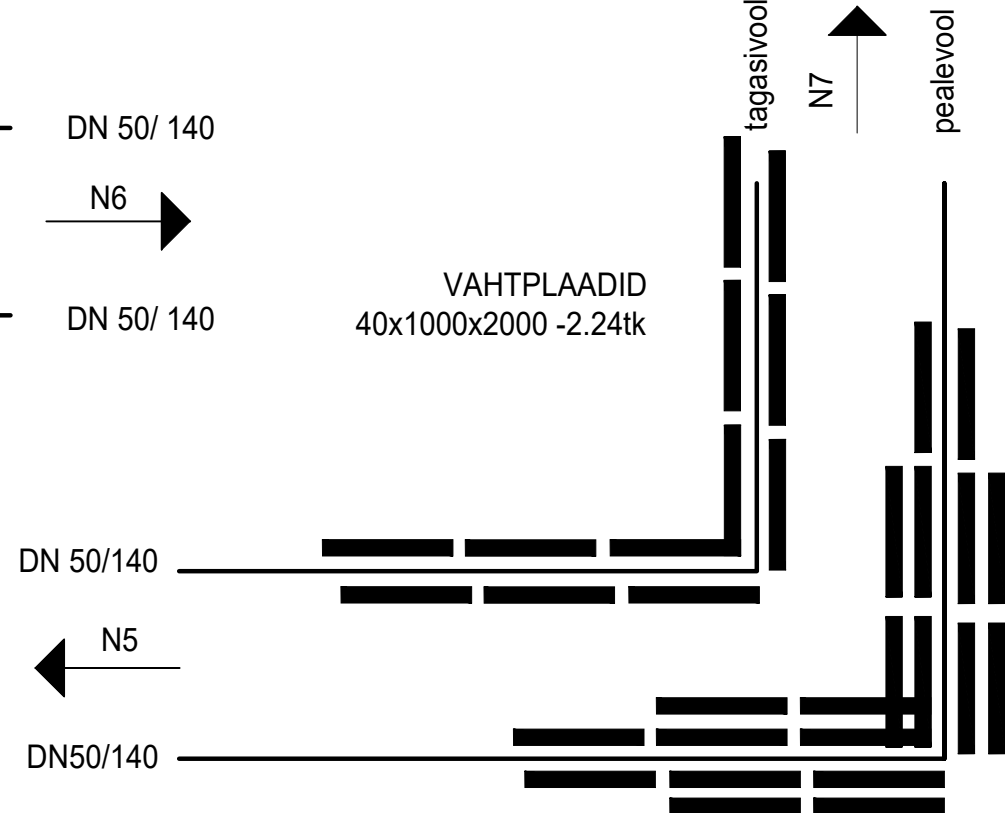 tagasivool
N7
pealevool
DN 50/ 140
N6
VAHTPLAADID
40x1000x2000 -2.24tk
DN 50/ 140
DN 50/140
N5
DN50/140